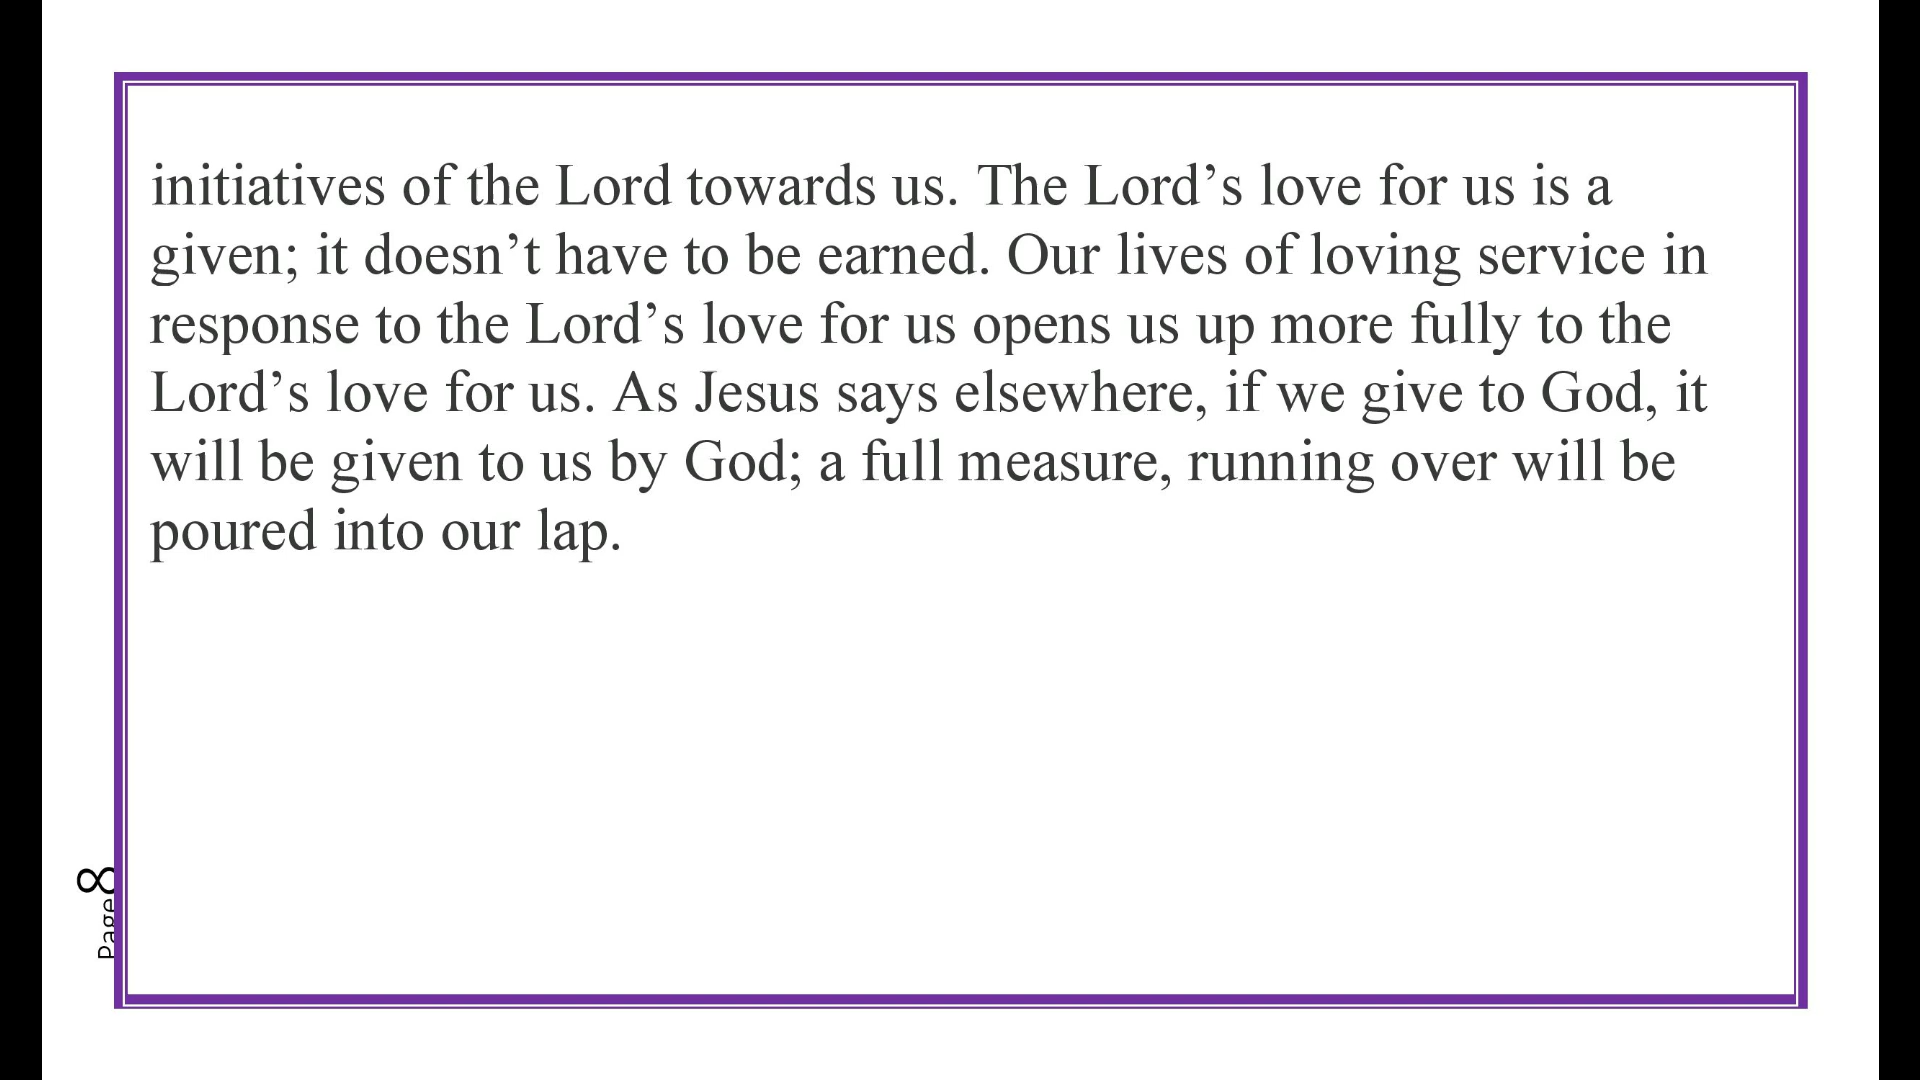 initiatives of the Lord towards us. The Lord’s love for us is a
given; it doesn’t have to be earned. Our lives of loving service in
response to the Lord’s love for us opens us up more fully to the
Lord’s love for us. As Jesus says elsewhere, if we give to God, it
will be given to us by God; a full measure, running over will be
poured into our lap.
Page 8